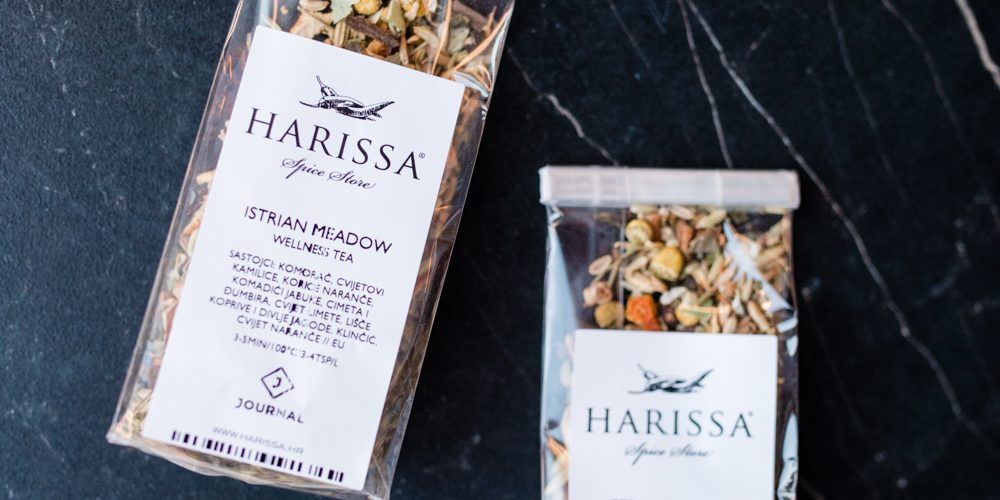 HARISSA®
Spice Store
ISTRIAN MEADOW
WELLNESS TEA
SASTOJCI: KOMORAČ, CVIJETOVI
KAMILICE, KORICE NARANČE,
KOMADIĆI JABUKE, CIMETA I
ĐUMBIRA, CVIJET LIMETE, LIŠĆE
KOPRIVE I DIVLJE JAGODE, KLINČIĆ,
CVIJET NARANČE // EU
3-5MIN/100°C/3-4TSP/L
J
JOURNAL
WWW.HARISSA.HR
HARISSA®
Spice Store